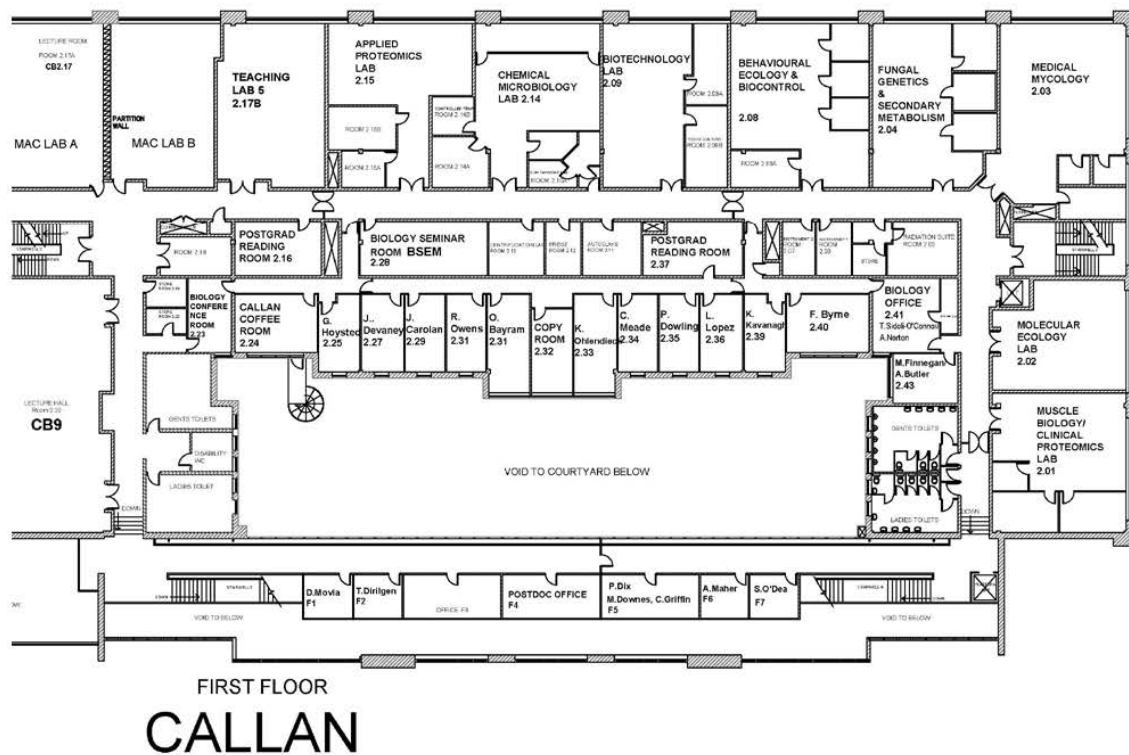 LECTURE ROOM
ROOM 2.17A
CB2.17
MAC LAB A
PARTITION
WALL
MAC LAB B
TEACHING
LAB 5
2.17B
APPLIED
PROTEOMICS
LAB
2.15
ROOM 2.15B
ROOM 2.15A
ROOM 2.14A
CHEMICAL
MICROBIOLOGY
LAB 2.14
BIOTECHNOLOGY
LAB
2.09
ROOM 2.09A
ROOM 2.09B
BEHAVIOURAL
ECOLOGY &
BIOCONTROL
2.08
FUNGAL
GENETICS
&
SECONDARY
METABOLISM
2.04
MEDICAL
MYCOLOGY
2.03
ROOM 2.18
POSTGRAD
READING
ROOM 2.16
BIOLOGY SEMINAR
ROOM BSEM
2.28
POSTGRAD
READING ROOM
2.37
STORE
RADIATION SUITE
BIOLOGY
CONFERE
NCE
ROOM
2.23
CALLAN
COFFEE
ROOM
2.24
G.
Hoysted
2.25
J..
Devaney
2.27
J.
Carolan
2.29
R.
Owens
2.31
O.
Bayram
2.31
COPY
ROOM
2.32
K.
Ohlendieck
2.33
C.
Meade
2.34
P.
Dowling
2.35
L.
Lopez
2.36
K.
Kavanagh
2.39
F. Byrne
2.40
BIOLOGY
OFFICE
2.41
T.Sidoli-O'Connor
A.Norton
M.Finnegan
A.Butler
2.43
MOLECULAR
ECOLOGY
LAB
2.02
MUSCLE
BIOLOGY/
CLINICAL
PROTEOMICS
LAB
2.01
LECTURE HALL
CB9
GENTS TOILETS
DISABILITY
WC
LADIES TOILET
VOID TO COURTYARD BELOW
GENTS TOILETS
LADIES TOILETS
DOWN
DOWN
STAIRWELL
D.Movia
F1
T.Dirilgen
F2
OFFICE F3
POSTDOC OFFICE
F4
P.Dix
M.Downes, C.Griffin
F5
A.Maher
F6
S.O'Dea
F7
VOID TO BELOW
VOID TO BELOW
FIRST FLOOR
CALLAN